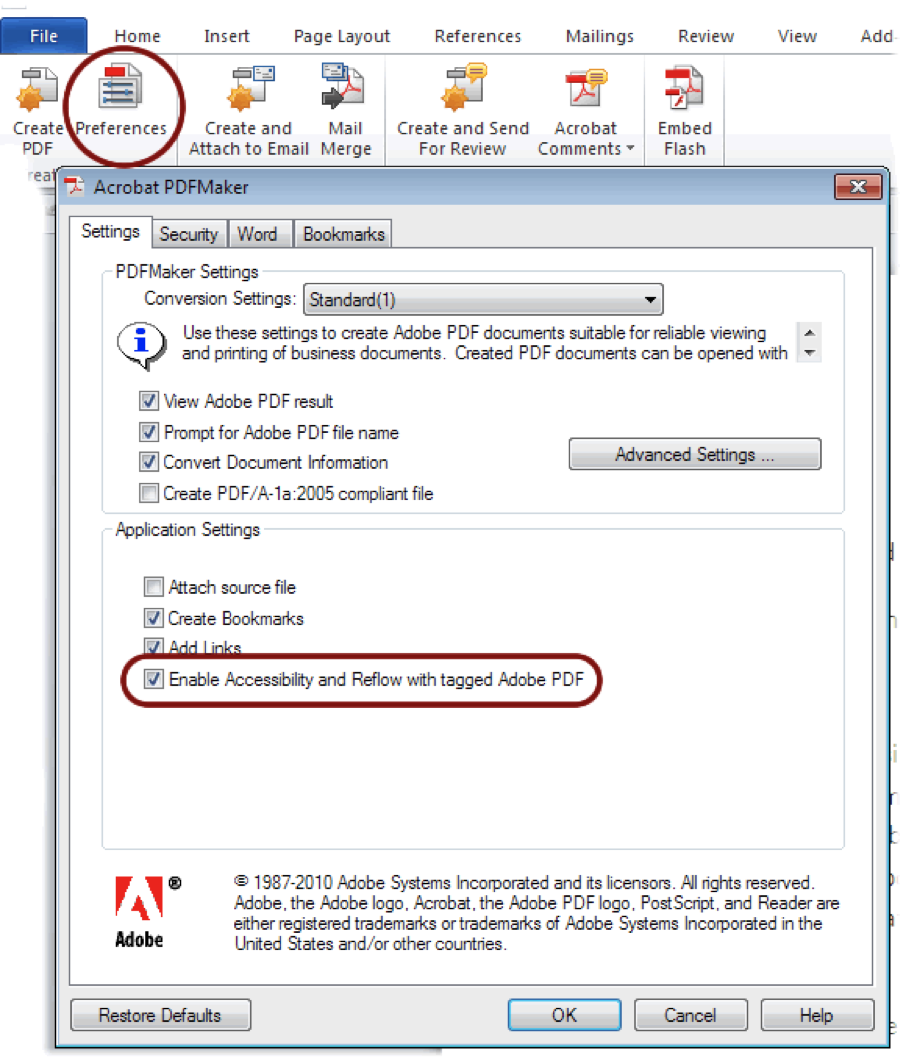 File Home Insert Page Layout References Mailings Review View Add-
Create Preferences Create and Mail Create and Send Acrobat Embed
PDF Attach to Email Merge For Review Comments Flash
reat
Acrobat PDFMaker
Settings Security Word Bookmarks
PDFMaker Settings
Conversion Settings: Standard(1)
Use these settings to create Adobe PDF documents suitable for reliable viewing
and printing of business documents. Created PDF documents can be opened with
View Adobe PDF result
Prompt for Adobe PDF file name
Convert Document Information
Advanced Settings ...
Create PDF/A-1a:2005 compliant file
Application Settings
Attach source file
Create Bookmarks
Add Links
Enable Accessibility and Reflow with tagged Adobe PDF
© 1987-2010 Adobe Systems Incorporated and its licensors. All rights reserved.
Adobe, the Adobe logo, Acrobat, the Adobe PDF logo, PostScript, and Reader are
either registered trademarks or trademarks of Adobe Systems Incorporated in the
United States and/or other countries.
® Adobe
Restore Defaults OK Cancel Help